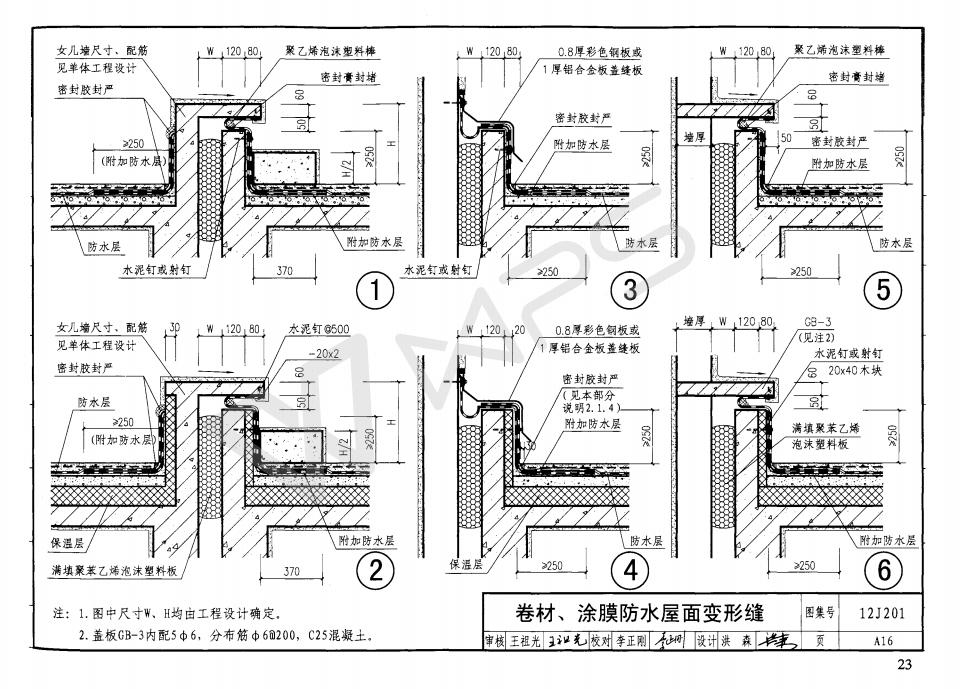 女儿墙尺寸、配筋
见单体工程设计
密封胶封严
W 120 80
聚乙烯泡沫塑料棒
密封膏封堵
60
50
≥250
(附加防水层)
H/2
≥250
H
防水层
附加防水层
水泥钉或射钉
370
1
W 120 80
0.8厚彩色钢板或
1厚铝合金板盖缝板
密封胶封严
附加防水层
≥250
防水层
水泥钉或射钉
≥250
3
W 120 80
聚乙烯泡沫塑料棒
密封膏封堵
60
50
墙厚
50
密封胶封严
附加防水层
≥250
防水层
≥250
5
女儿墙尺寸、配筋
见单体工程设计
密封胶封严
30 W 120 80
水泥钉@500
-20x2
60
50
防水层
≥250
(附加防水层)
H/2
≥250
H
保温层
附加防水层
满填聚苯乙烯泡沫塑料板
370
2
W 120 20
0.8厚彩色钢板或
1厚铝合金板盖缝板
密封胶封严
(见本部分
说明2.1.4)
附加防水层
≥250
防水层
保温层
≥250
4
墙厚 W 120 80
GB-3
(见注2)
水泥钉或射钉
20x40木块
60
50
满填聚苯乙烯
泡沫塑料板
≥250
附加防水层
≥250
6
注: 1.图中尺寸W、H均由工程设计确定。
2.盖板GB-3内配5ϕ6, 分布筋ϕ6@200, C25混凝土。
卷材、涂膜防水屋面变形缝
图集号 12J201
审核 王祖光 校对 李正刚 设计 洪森 页 A16
23
MPS